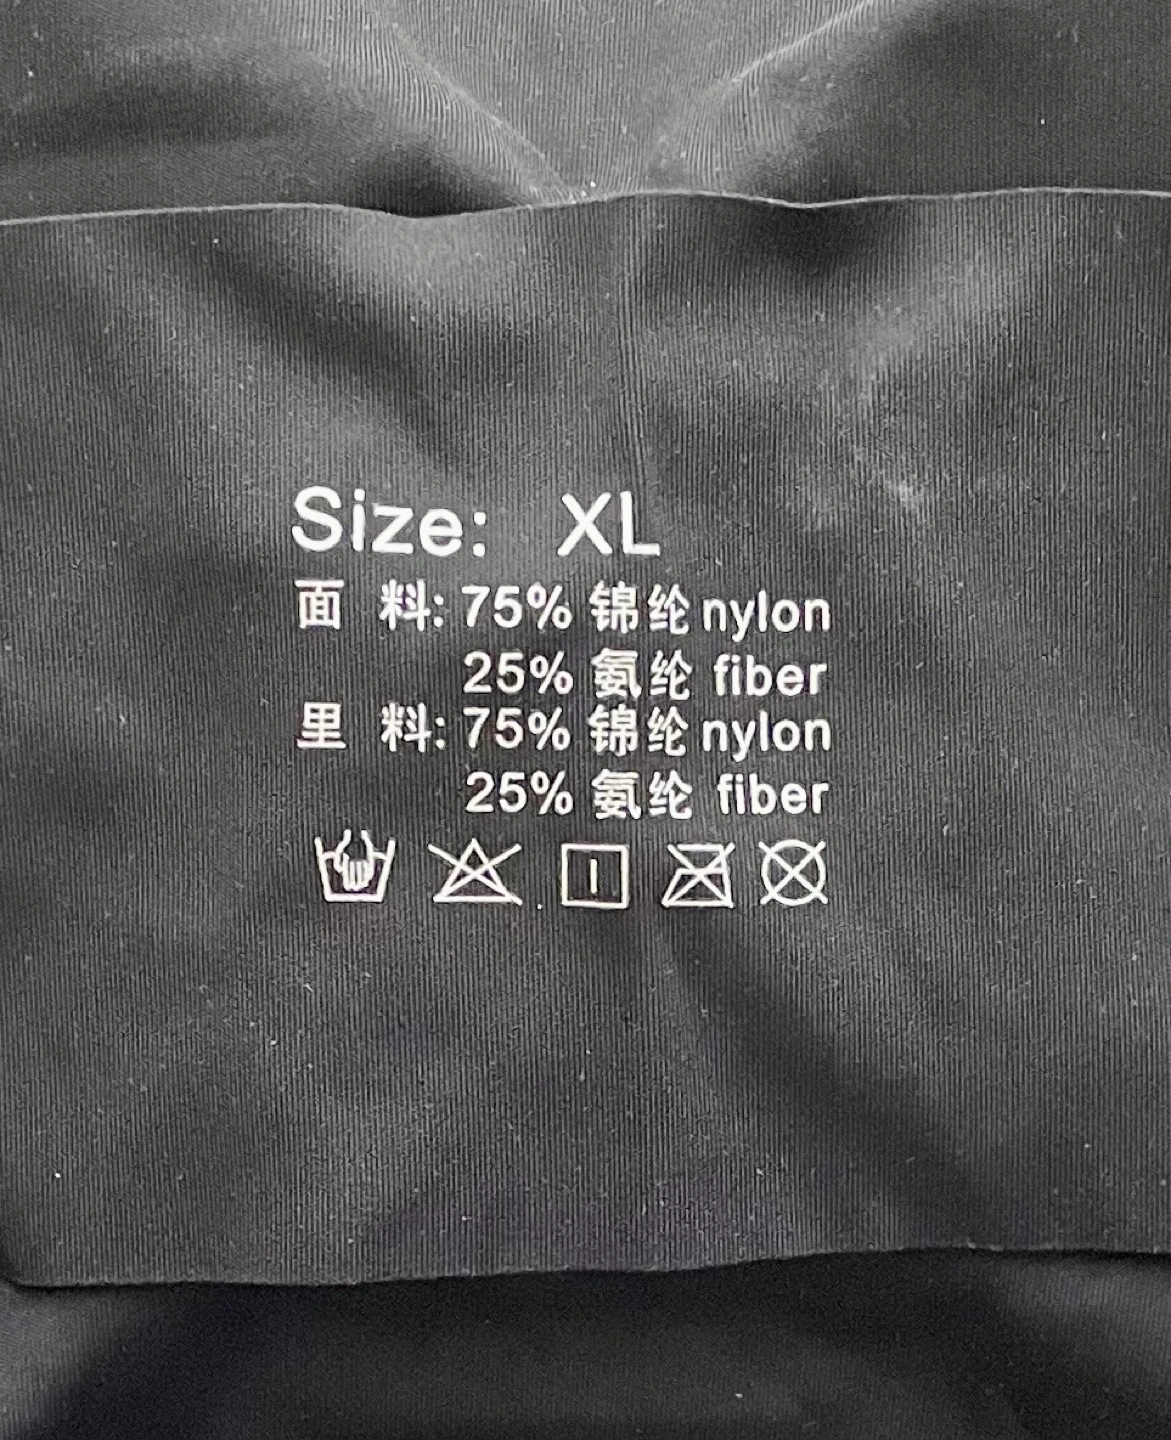 Size: XL
面 料: 75% 锦纶 nylon
25% 氨纶 fiber
里 料: 75% 锦纶 nylon
25% 氨纶 fiber